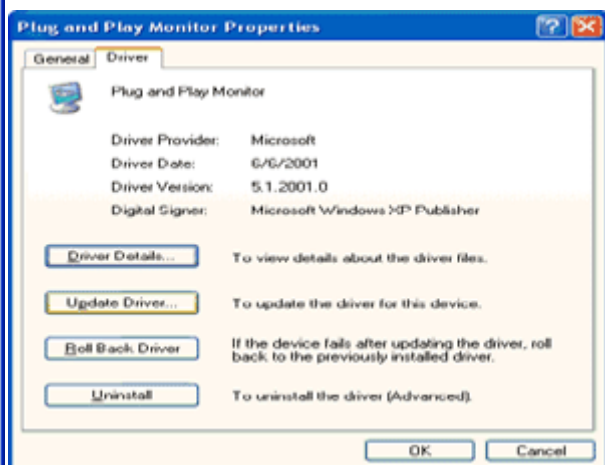 Plug and Play Monitor Properties
General Driver
Plug and Play Monitor
Driver Provider: Microsoft
Driver Date: 6/6/2001
Driver Version: 5.1.2001.0
Digital Signer: Microsoft Windows XP Publisher
Driver Details... To view details about the driver files.
Update Driver... To update the driver for this device.
Roll Back Driver If the device fails after updating the driver, roll
back to the previously installed driver.
Uninstall To uninstall the driver (Advanced).
OK Cancel